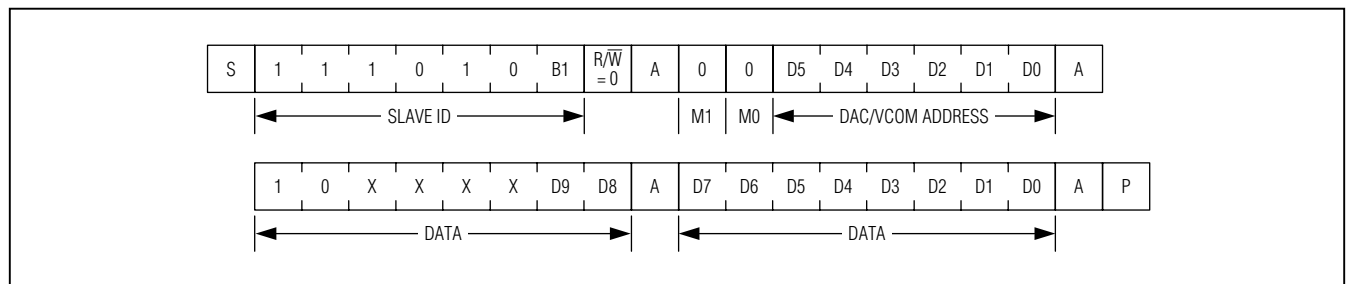 S 1 1 1 0 1 0 B1 R/W̅ = 0 A 0 0 D5 D4 D3 D2 D1 D0 A
SLAVE ID M1 M0 DAC/VCOM ADDRESS
1 0 X X X X D9 D8 A D7 D6 D5 D4 D3 D2 D1 D0 A P
DATA DATA